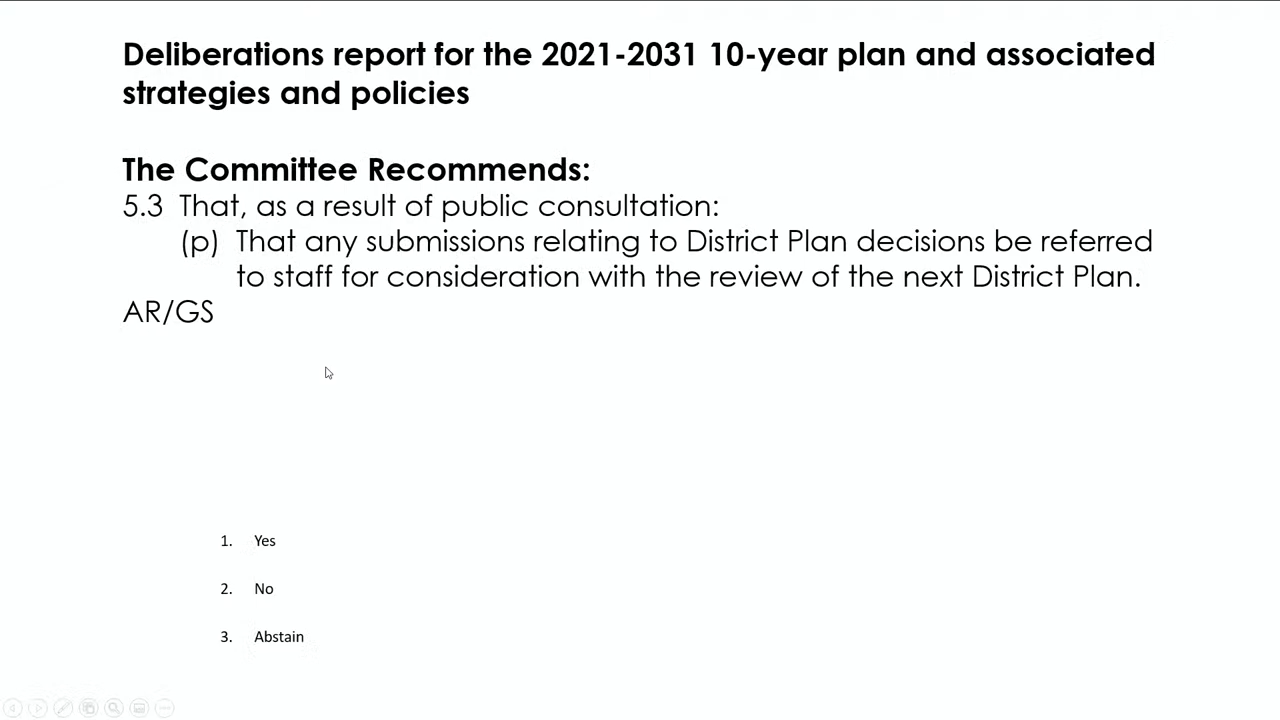 Deliberations report for the 2021-2031 10-year plan and associated
strategies and policies
The Committee Recommends:
5.3 That, as a result of public consultation:
(p) That any submissions relating to District Plan decisions be referred
to staff for consideration with the review of the next District Plan.
AR/GS
1. Yes
2. No
3. Abstain